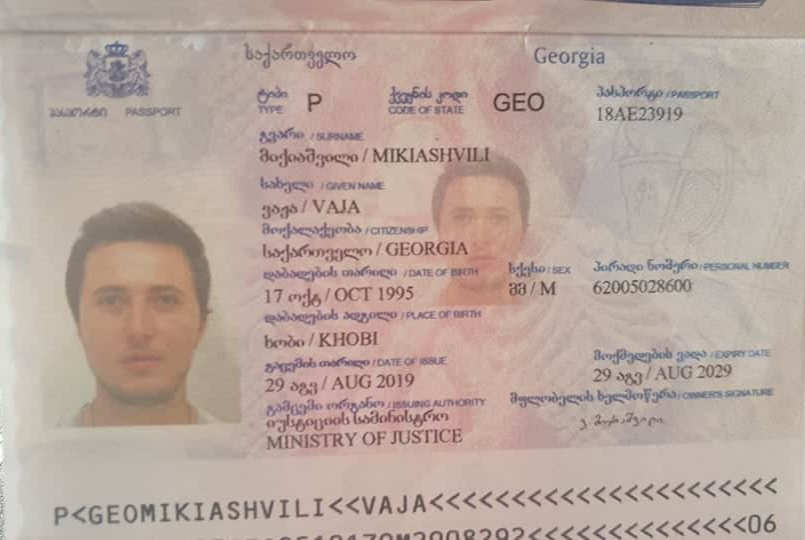 საქართველო Georgia
პასპორტი PASSPORT
ტიპი / TYPE P ქვეყნის კოდი / CODE OF STATE GEO პასპორტი / PASSPORT
18AE23919
გვარი / SURNAME
მიქიაშვილი / MIKIASHVILI
სახელი / GIVEN NAME
ვაჟა / VAJA
მოქალაქეობა / CITIZENSHIP
საქართველო / GEORGIA
დაბადების თარიღი / DATE OF BIRTH სქესი / SEX პირადი ნომერი / PERSONAL NUMBER
17 ოქტ / OCT 1995 მმ / M 62005028600
დაბადების ადგილი / PLACE OF BIRTH
ხობი / KHOBI
გაცემის თარიღი / DATE OF ISSUE მოქმედების ვადა / EXPIRY DATE
29 აგვ / AUG 2019 29 აგვ / AUG 2029
გამცემი ორგანო / ISSUING AUTHORITY მფლობელის ხელმოწერა / OWNER'S SIGNATURE
იუსტიციის სამინისტრო
MINISTRY OF JUSTICE
P<GEOMIKIASHVILI<<VAJA<<<<<<<<<<<<<<<<<<<<<<